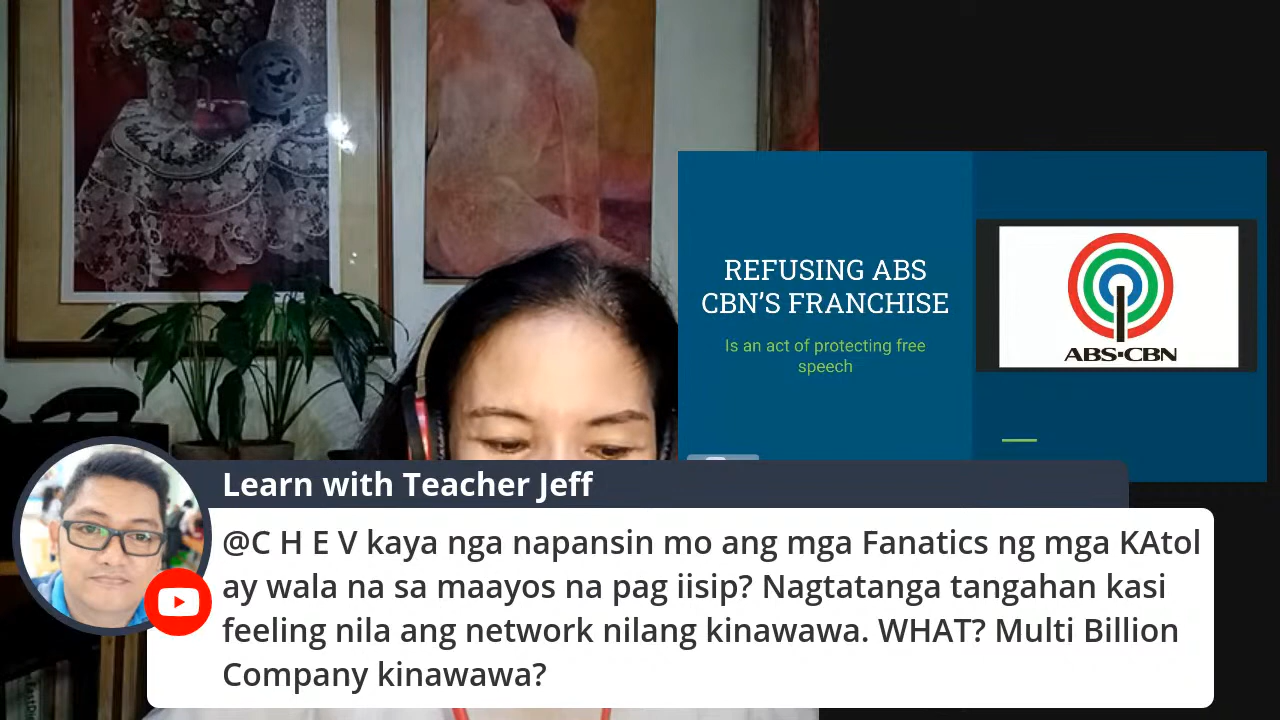 REFUSING ABS
CBN'S FRANCHISE
Is an act of protecting free
speech
ABS-CBN
Learn with Teacher Jeff
@C H E V kaya nga napansin mo ang mga Fanatics ng mga KAtol
ay wala na sa maayos na pag iisip? Nagtatanga tangahan kasi
feeling nila ang network nilang kinawawa. WHAT? Multi Billion
Company kinawawa?